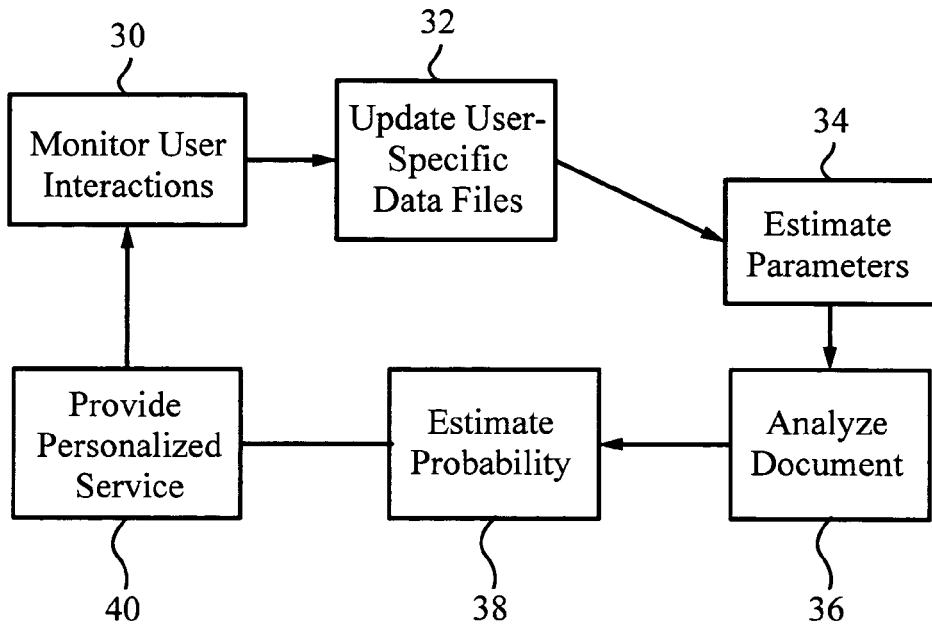 30
Monitor User
Interactions
32
Update User-
Specific
Data Files
34
Estimate
Parameters
Provide
Personalized
Service
40
Estimate
Probability
38
Analyze
Document
36